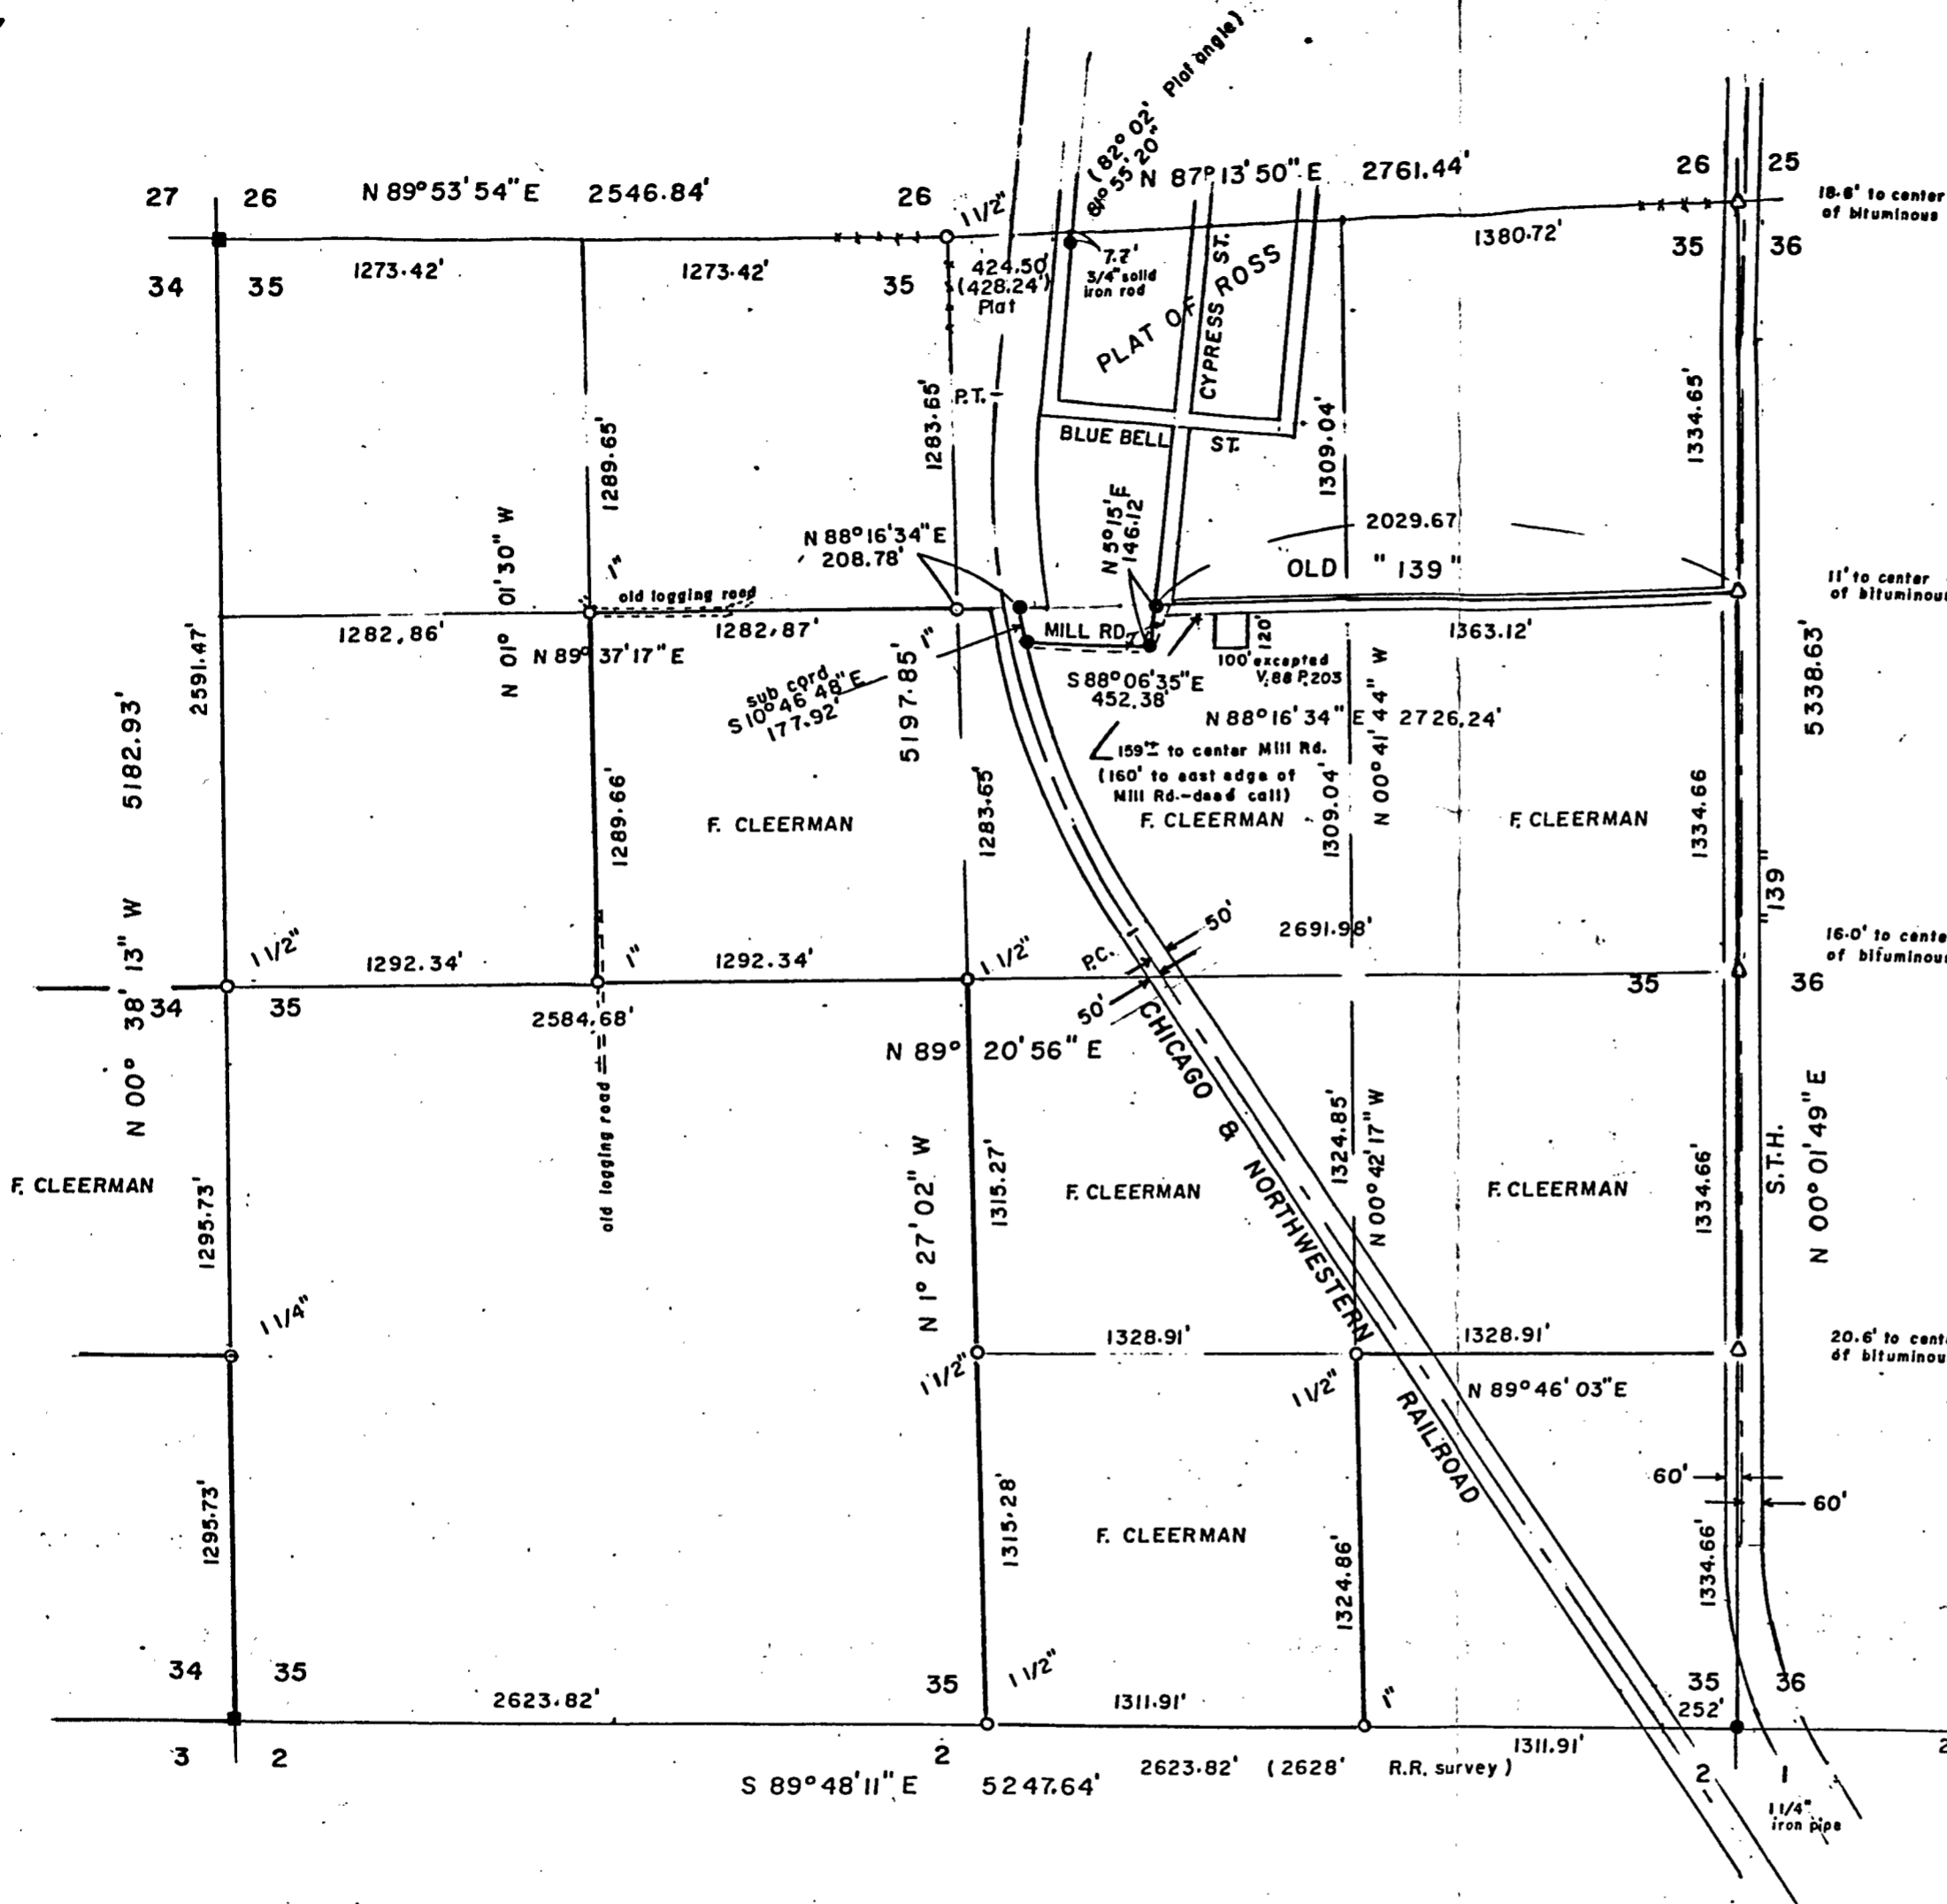 (82° 02' Plat angle)
81° 55' 20"
27 26
N 89° 53' 54" E 2546.84'
26
1 1/2"
N 87° 13' 50" E 2761.44'
26 25
18.6' to center
of bituminous
34 35
1273.42'
1273.42'
35
424.50'
(428.24')
Plat
7.7'
3/4" solid
iron rod
PLAT OF ROSS
CYPRESS ST.
1380.72'
35 36
P.T.
BLUE BELL ST.
1289.65'
1283.65'
1309.04'
1334.65'
N 88° 16' 34" E
208.78'
N 5° 15' E
146.12
2029.67
OLD "139"
11' to center
of bituminous
N 01° 01' 30" W
1"
old logging road
1282,86'
1282,87'
N 89° 37' 17" E
1"
MILL RD.
120'
100' excepted
V. 88 P. 203
1363.12'
2591.47'
5182.93'
N 00° 38' 13" W
sub cord
S 10° 46' 48" E
177.92'
5197.85'
S 88° 06' 35" E
452.38'
N 88° 16' 34" E 2726.24'
N 00° 41' 44" W
5338.63'
159'± to center Mill Rd.
(160' to east edge of
Mill Rd.-deed call)
1289.66'
F. CLEERMAN
1283.65'
F. CLEERMAN
1309.04'
F. CLEERMAN
1334.66
"139"
1 1/2"
1292.34'
1"
1292.34'
1 1/2"
P.C.
50'
50'
2691.98'
16.0' to cente
of bituminou
34 35
2584.68'
35 36
N 89° 20' 56" E
CHICAGO & NORTHWESTERN RAILROAD
old logging road
F. CLEERMAN
1295.73'
N 1° 27' 02" W
1315.27'
F. CLEERMAN
1324.85'
N 00° 42' 17" W
F. CLEERMAN
1334.66'
S.T.H.
N 00° 01' 49" E
1 1/4"
1 1/2"
1328.91'
1 1/2"
1328.91'
N 89° 46' 03" E
20.6' to cent
of bituminou
60'
60'
1295.73'
1315.28'
F. CLEERMAN
1324.86'
1334.66'
34 35
2623.82'
35
1 1/2"
1311.91'
1"
35 36
252'
3 2
2
1311.91'
2 1
S 89° 48' 11" E 5247.64'
2623.82' (2628' R.R. survey)
1 1/4"
iron pipe